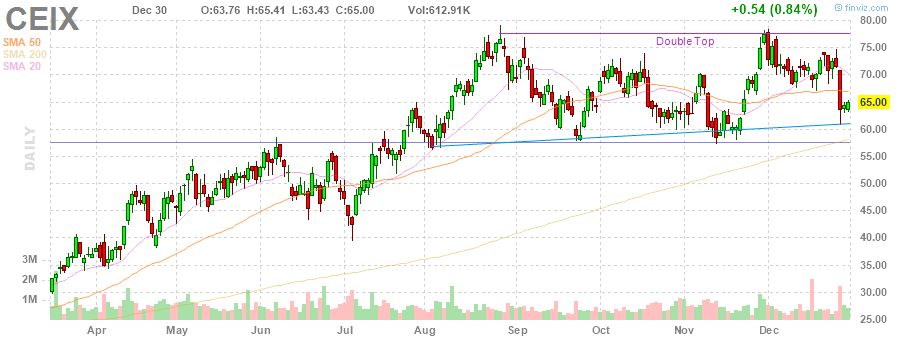 CEIX
Dec 30 O:63.76 H:65.41 L:63.43 C:65.00 Vol:612.91K +0.54 (0.84%)
finviz.com
SMA 50
SMA 200
SMA 20
Double Top
DAILY
80.00
75.00
70.00
65.00
60.00
55.00
50.00
45.00
40.00
35.00
30.00
25.00
3M
2M
1M
Apr May Jun Jul Aug Sep Oct Nov Dec